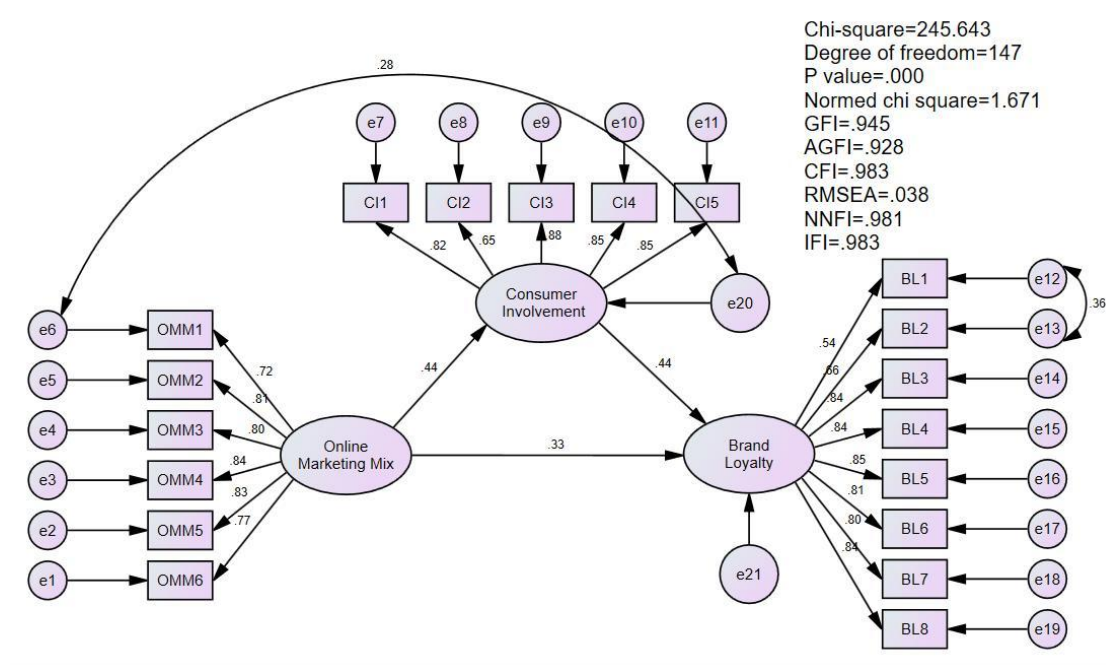 Chi-square=245.643
Degree of freedom=147
P value=.000
Normed chi square=1.671
GFI=.945
AGFI=.928
CFI=.983
RMSEA=.038
NNFI=.981
IFI=.983
.28
e7 e8 e9 e10 e11
CI1 CI2 CI3 CI4 CI5
.82 .65 .88 .85 .85
Consumer
Involvement
e20
e6 OMM1
e5 OMM2
e4 OMM3
e3 OMM4
e2 OMM5
e1 OMM6
.72
.81
.80
.84
.83
.77
Online
Marketing Mix
.44
.44
.33
Brand
Loyalty
e21
.54
.66
.84
.84
.85
.81
.80
.84
BL1 e12
BL2 e13
BL3 e14
BL4 e15
BL5 e16
BL6 e17
BL7 e18
BL8 e19
.36